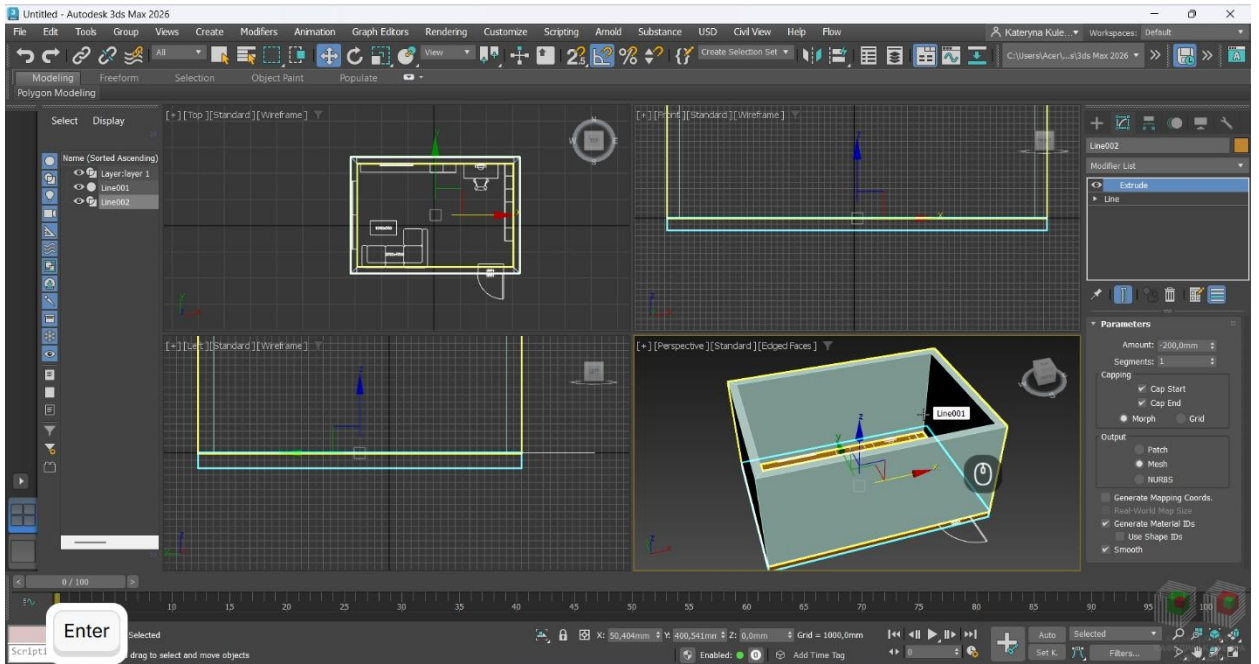 Untitled - Autodesk 3ds Max 2026
File Edit Tools Group Views Create Modifiers Animation Graph Editors Rendering Customize Scripting Arnold Substance USD Civil View Help Flow
Kateryna Kule... Workspaces: Default
All View Create Selection Set C:\Users\Acer\...s\3ds Max 2026
Modeling Freeform Selection Object Paint Populate
Polygon Modeling
Select Display
Name (Sorted Ascending)
Layer:layer 1
Line001
Line002
[+] [Top ] [Standard ] [Wireframe ]
[+] [Front ] [Standard ] [Wireframe ]
[+] [Left ] [Standard ] [Wireframe ]
[+] [Perspective ] [Standard ] [Edged Faces ]
Line001
Line002
Modifier List
Extrude
Line
Parameters
Amount: -200,0mm
Segments: 1
Capping
Cap Start
Cap End
Morph Grid
Output
Patch
Mesh
NURBS
Generate Mapping Coords.
Real-World Map Size
Generate Material IDs
Use Shape IDs
Smooth
0 / 100
10 15 20 25 30 35 40 45 50 55 60 65 70 75 80 85 90 95 100
Enter
Selected
X: 50,404mm Y: 400,541mm Z: 0,0mm Grid = 1000,0mm
Auto Selected
Scripti
drag to select and move objects
Enabled: 0 Add Time Tag
0
Set K. Filters...